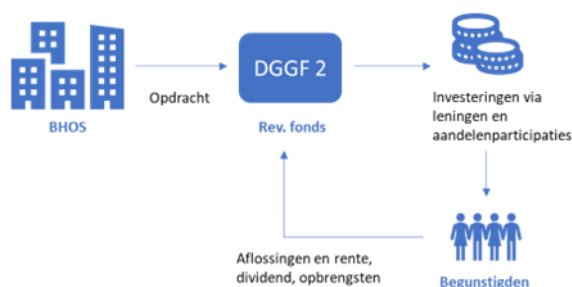 DGGF 2
Opdracht
BHOS
Rev. fonds
Investeringen via
leningen en
aandelenparticipaties
Aflossingen en rente,
dividend, opbrengsten
Begunstigden